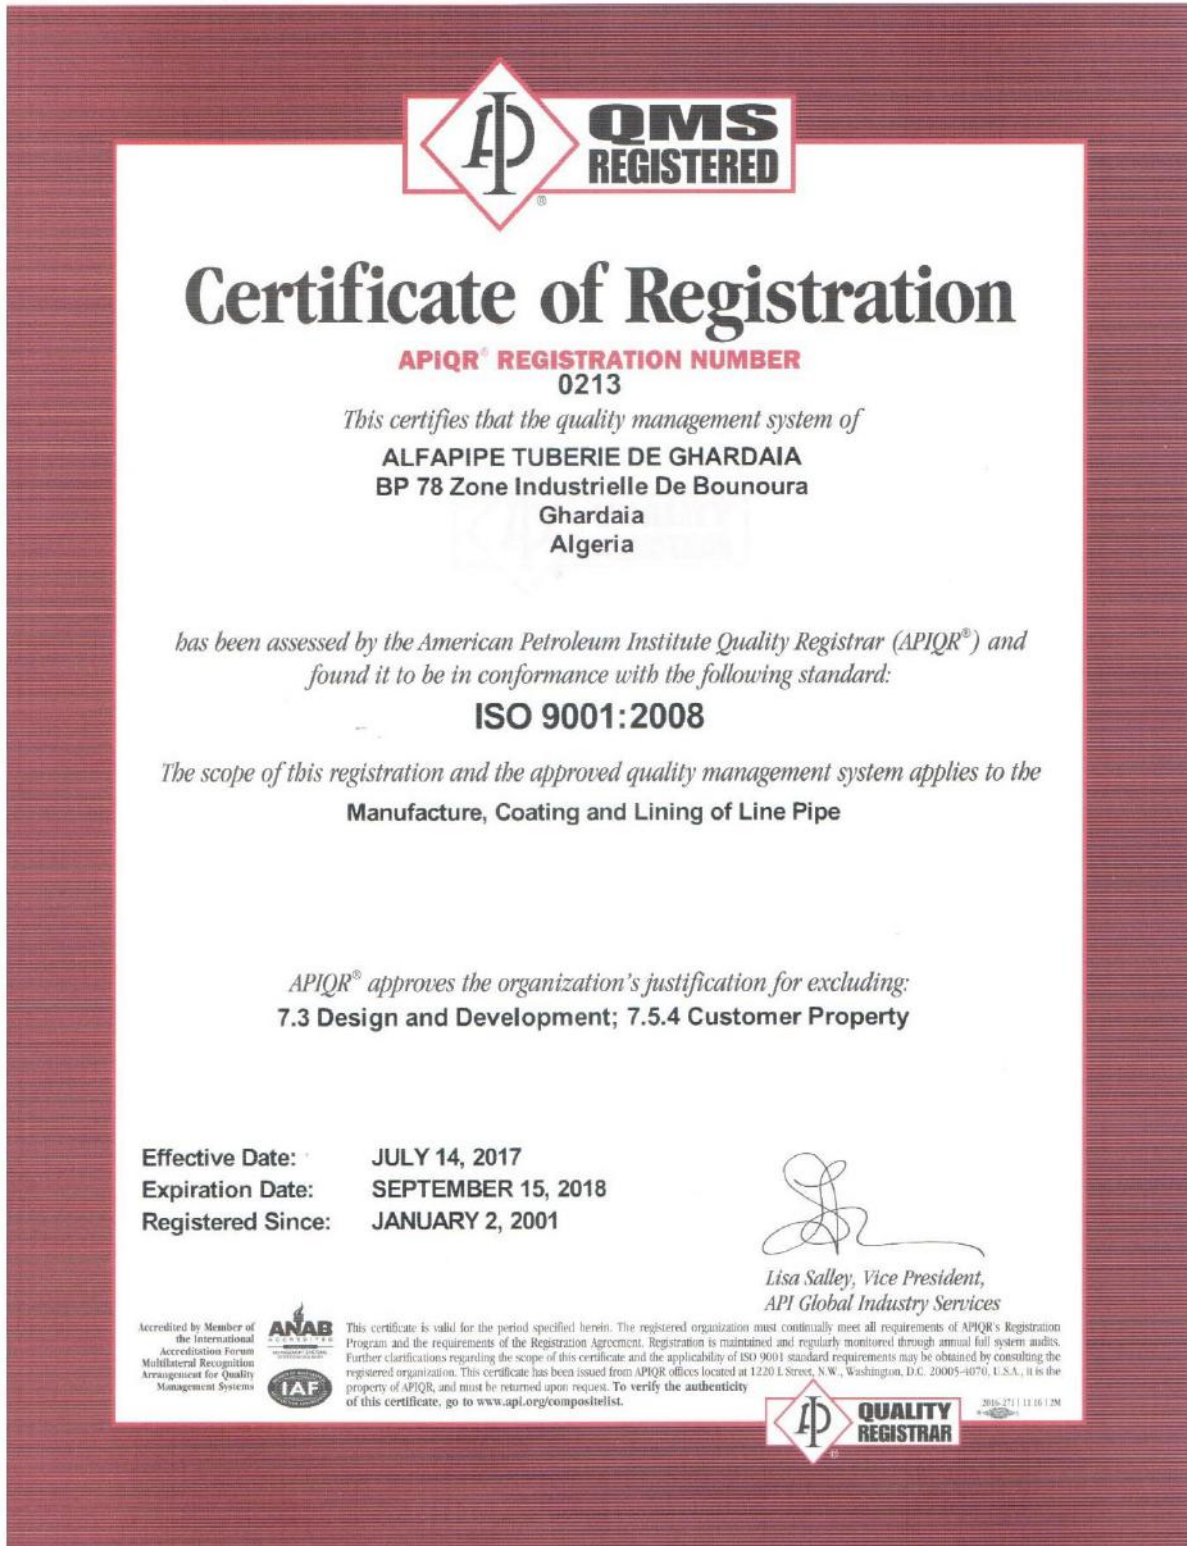 API
QMS
REGISTERED
®
Certificate of Registration
APIQR® REGISTRATION NUMBER
0213
This certifies that the quality management system of
ALFAPIPE TUBERIE DE GHARDAIA
BP 78 Zone Industrielle De Bounoura
Ghardaia
Algeria
has been assessed by the American Petroleum Institute Quality Registrar (APIQR®) and
found it to be in conformance with the following standard:
ISO 9001:2008
The scope of this registration and the approved quality management system applies to the
Manufacture, Coating and Lining of Line Pipe
APIQR® approves the organization's justification for excluding:
7.3 Design and Development; 7.5.4 Customer Property
Effective Date: JULY 14, 2017
Expiration Date: SEPTEMBER 15, 2018
Registered Since: JANUARY 2, 2001
Lisa Salley, Vice President,
API Global Industry Services
Accredited by Member of
the International
Accreditation Forum
Multilateral Recognition
Arrangement for Quality
Management Systems
ANAB
ACCREDITED
IAF
This certificate is valid for the period specified herein. The registered organization must continually meet all requirements of APIQR's Registration
Program and the requirements of the Registration Agreement. Registration is maintained and regularly monitored through annual full system audits.
Further clarifications regarding the scope of this certificate and the applicability of ISO 9001 standard requirements may be obtained by consulting the
registered organization. This certificate has been issued from APIQR offices located at 1220 L Street, N.W., Washington, D.C. 20005-4070, U.S.A., it is the
property of APIQR, and must be returned upon request. To verify the authenticity
of this certificate, go to www.api.org/compositelist.
API
QUALITY
REGISTRAR
®
2016-271 | 11.16 | 2M